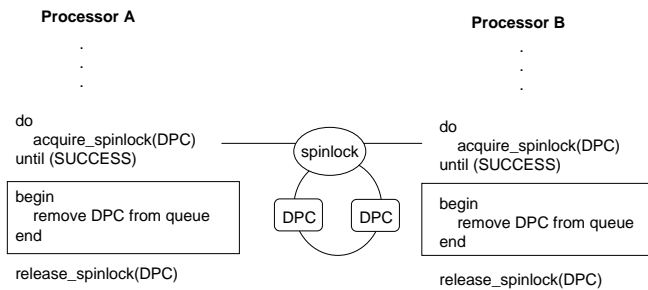 Processor A
.
.
.
do
acquire_spinlock(DPC)
until (SUCCESS)
begin
remove DPC from queue
end
release_spinlock(DPC)
spinlock
DPC
DPC
Processor B
.
.
.
do
acquire_spinlock(DPC)
until (SUCCESS)
begin
remove DPC from queue
end
release_spinlock(DPC)